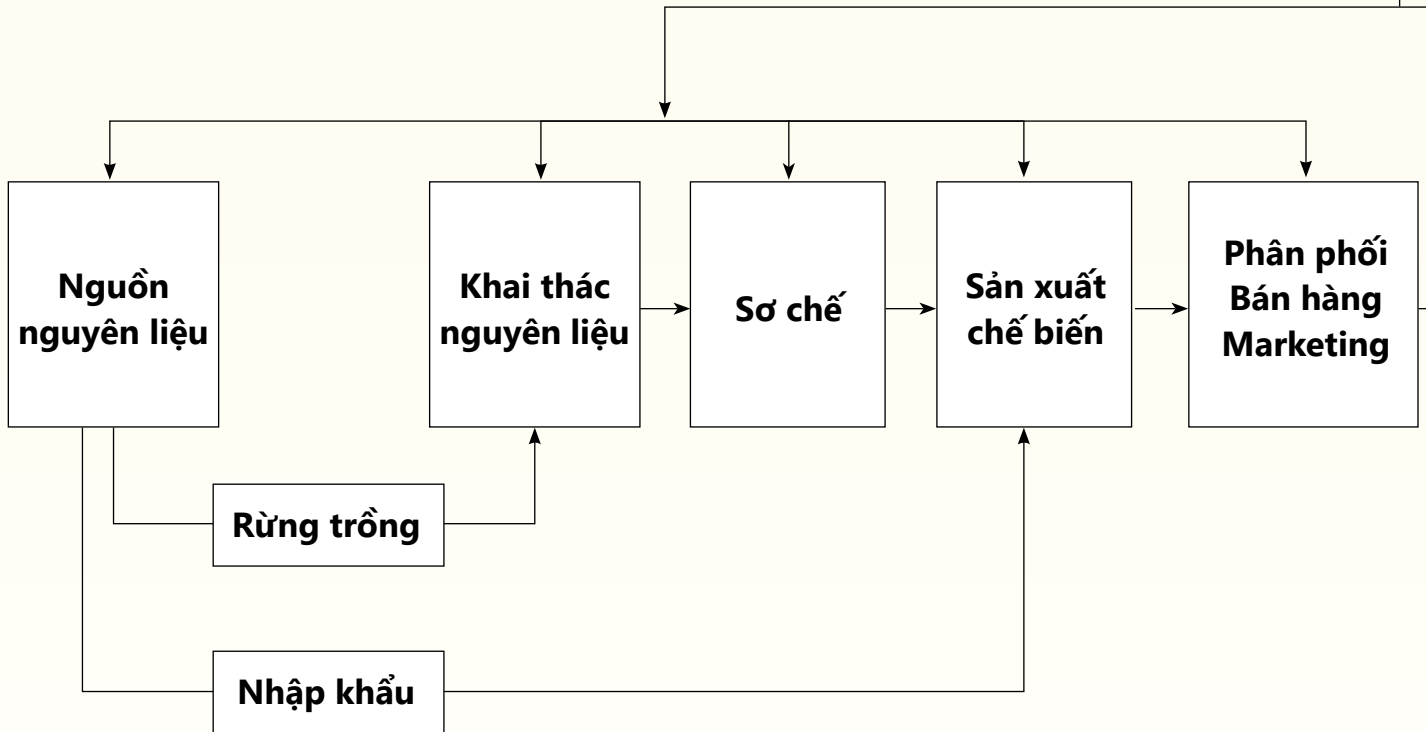 Nguồn
nguyên liệu
Khai thác
nguyên liệu
Sơ chế
Sản xuất
chế biến
Phân phối
Bán hàng
Marketing
Rừng trồng
Nhập khẩu